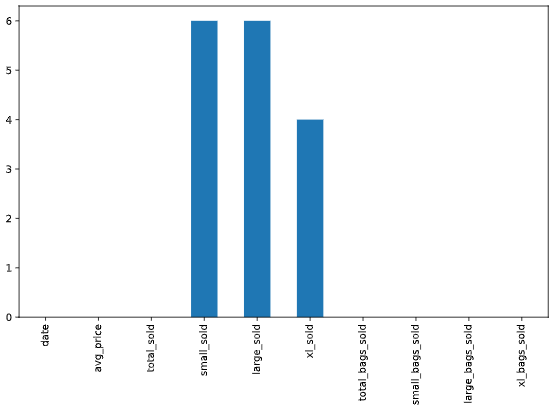 6
5
4
3
2
1
0
date
avg_price
total_sold
small_sold
large_sold
xl_sold
total_bags_sold
small_bags_sold
large_bags_sold
xl_bags_sold